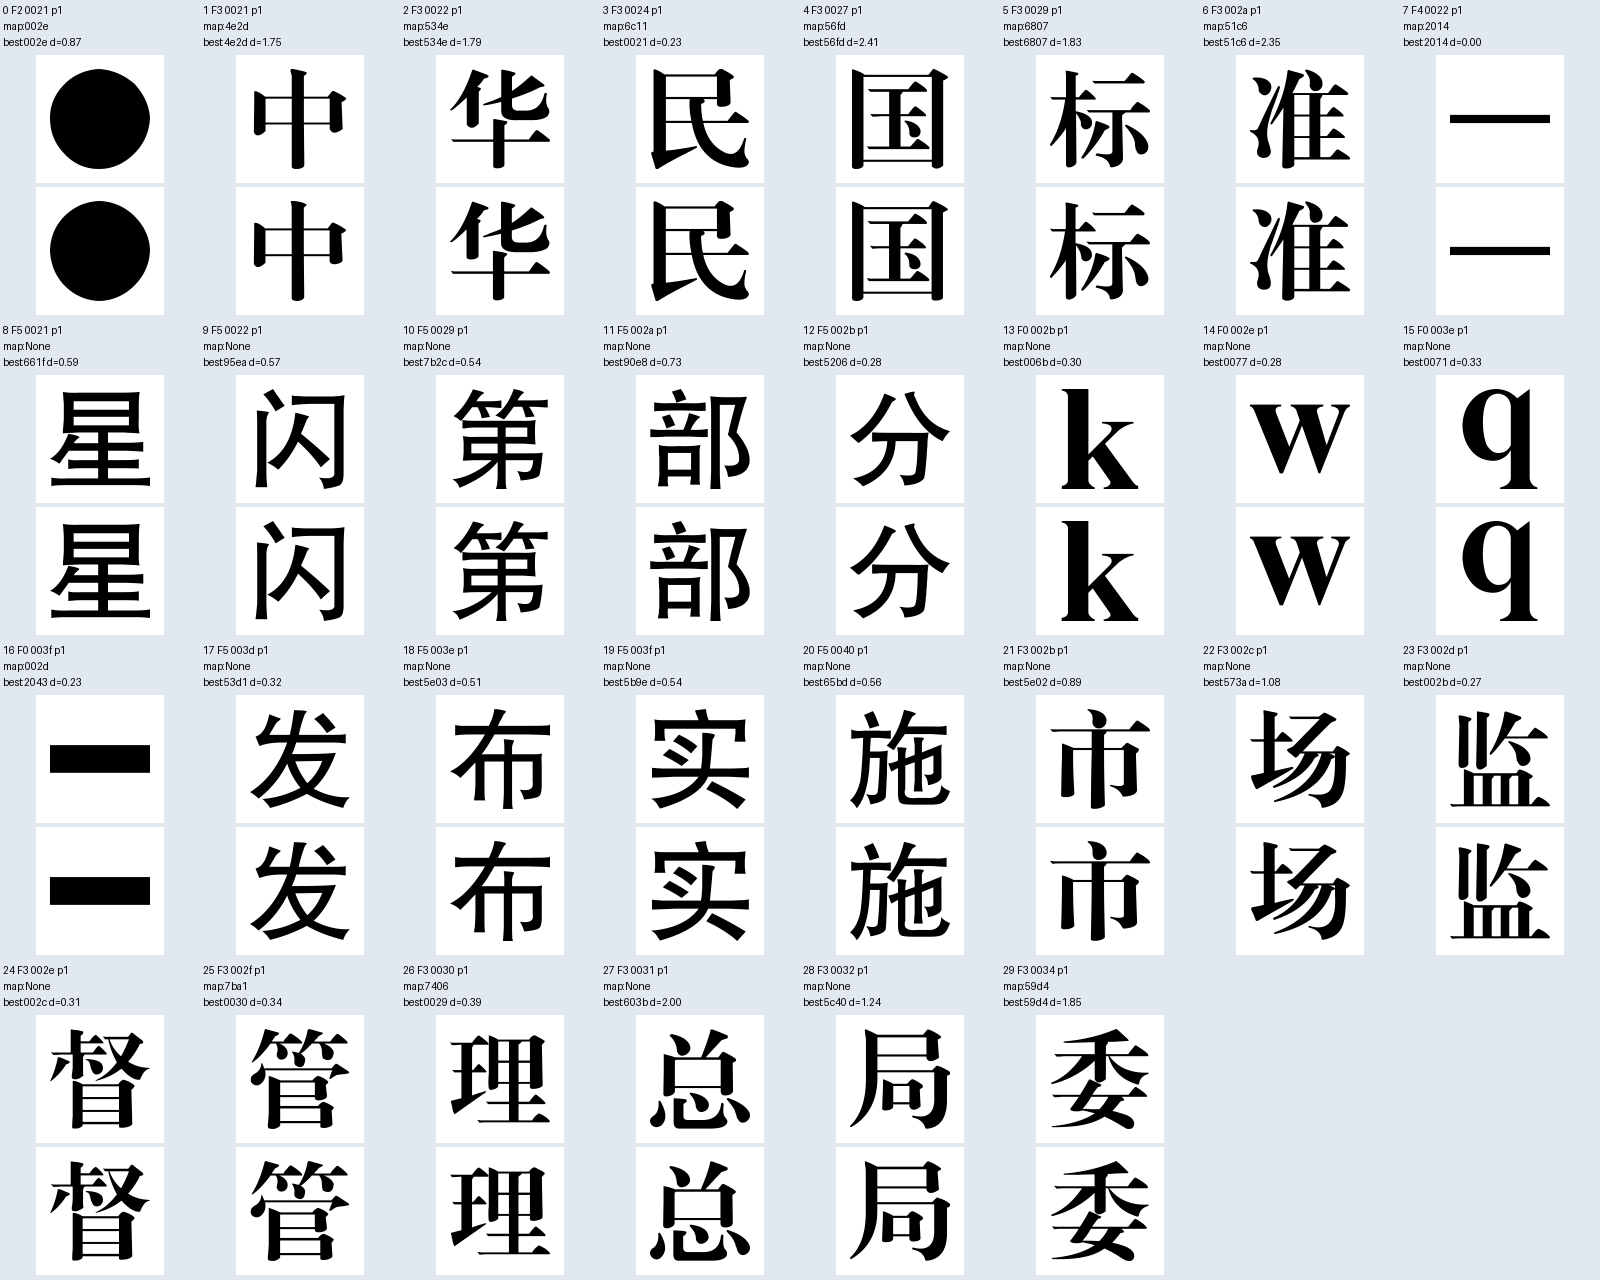 0 F2 0021 p1 1 F3 0021 p1 2 F3 0022 p1 3 F3 0024 p1 4 F3 0027 p1 5 F3 0029 p1 6 F3 002a p1 7 F4 0022 p1
map:002e map:4e2d map:534e map:6c11 map:56fd map:6807 map:51c6 map:2014
best002e d=0.87 best4e2d d=1.75 best534e d=1.79 best0021 d=0.23 best56fd d=2.41 best6807 d=1.83 best51c6 d=2.35 best2014 d=0.00
● 中 华 民 国 标 准 —
● 中 华 民 国 标 准 —
8 F5 0021 p1 9 F5 0022 p1 10 F5 0029 p1 11 F5 002a p1 12 F5 002b p1 13 F0 002b p1 14 F0 002e p1 15 F0 003e p1
map:None map:None map:None map:None map:None map:None map:None map:None
best661f d=0.59 best95ea d=0.57 best7b2c d=0.54 best90e8 d=0.73 best5206 d=0.28 best006b d=0.30 best0077 d=0.28 best0071 d=0.33
星 闪 第 部 分 k w q
星 闪 第 部 分 k w q
16 F0 003f p1 17 F5 003d p1 18 F5 003e p1 19 F5 003f p1 20 F5 0040 p1 21 F3 002b p1 22 F3 002c p1 23 F3 002d p1
map:002d map:None map:None map:None map:None map:None map:None map:None
best2043 d=0.23 best53d1 d=0.32 best5e03 d=0.51 best5b9e d=0.54 best65bd d=0.56 best5e02 d=0.89 best573a d=1.08 best002b d=0.27
- 发 布 实 施 市 场 监
- 发 布 实 施 市 场 监
24 F3 002e p1 25 F3 002f p1 26 F3 0030 p1 27 F3 0031 p1 28 F3 0032 p1 29 F3 0034 p1
map:None map:7ba1 map:7406 map:None map:None map:59d4
best002c d=0.31 best0030 d=0.34 best0029 d=0.39 best603b d=2.00 best5c40 d=1.24 best59d4 d=1.85
督 管 理 总 局 委
督 管 理 总 局 委